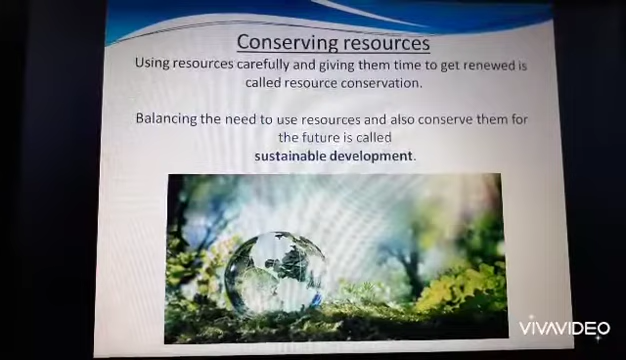 Conserving resources
Using resources carefully and giving them time to get renewed is
called resource conservation.
Balancing the need to use resources and also conserve them for
the future is called
sustainable development.
VIVAVIDEO